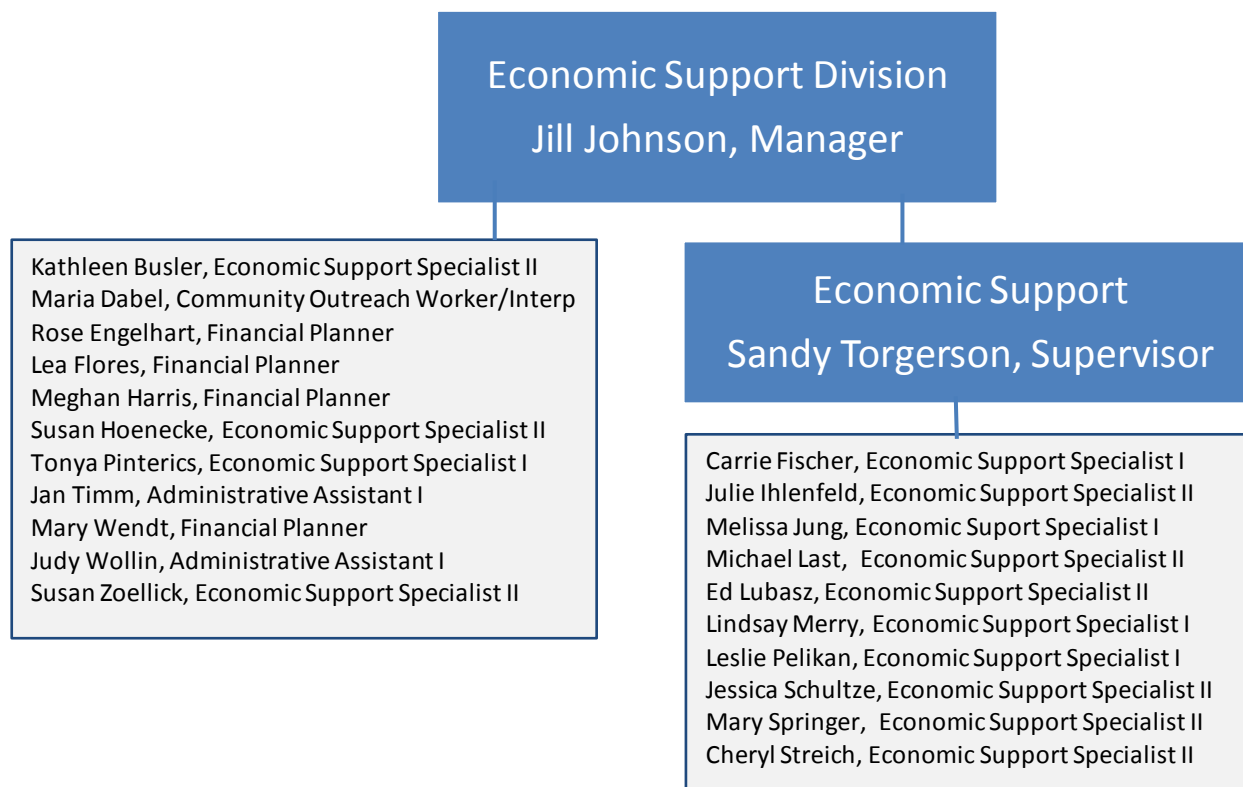 Economic Support Division
Jill Johnson, Manager
Kathleen Busler, Economic Support Specialist II
Maria Dabel, Community Outreach Worker/Interp
Rose Engelhart, Financial Planner
Lea Flores, Financial Planner
Meghan Harris, Financial Planner
Susan Hoenecke, Economic Support Specialist II
Tonya Pinterics, Economic Support Specialist I
Jan Timm, Administrative Assistant I
Mary Wendt, Financial Planner
Judy Wollin, Administrative Assistant I
Susan Zoellick, Economic Support Specialist II
Economic Support
Sandy Torgerson, Supervisor
Carrie Fischer, Economic Support Specialist I
Julie Ihlenfeld, Economic Support Specialist II
Melissa Jung, Economic Suport Specialist I
Michael Last, Economic Support Specialist II
Ed Lubasz, Economic Support Specialist II
Lindsay Merry, Economic Support Specialist I
Leslie Pelikan, Economic Support Specialist I
Jessica Schultze, Economic Support Specialist II
Mary Springer, Economic Support Specialist II
Cheryl Streich, Economic Support Specialist II